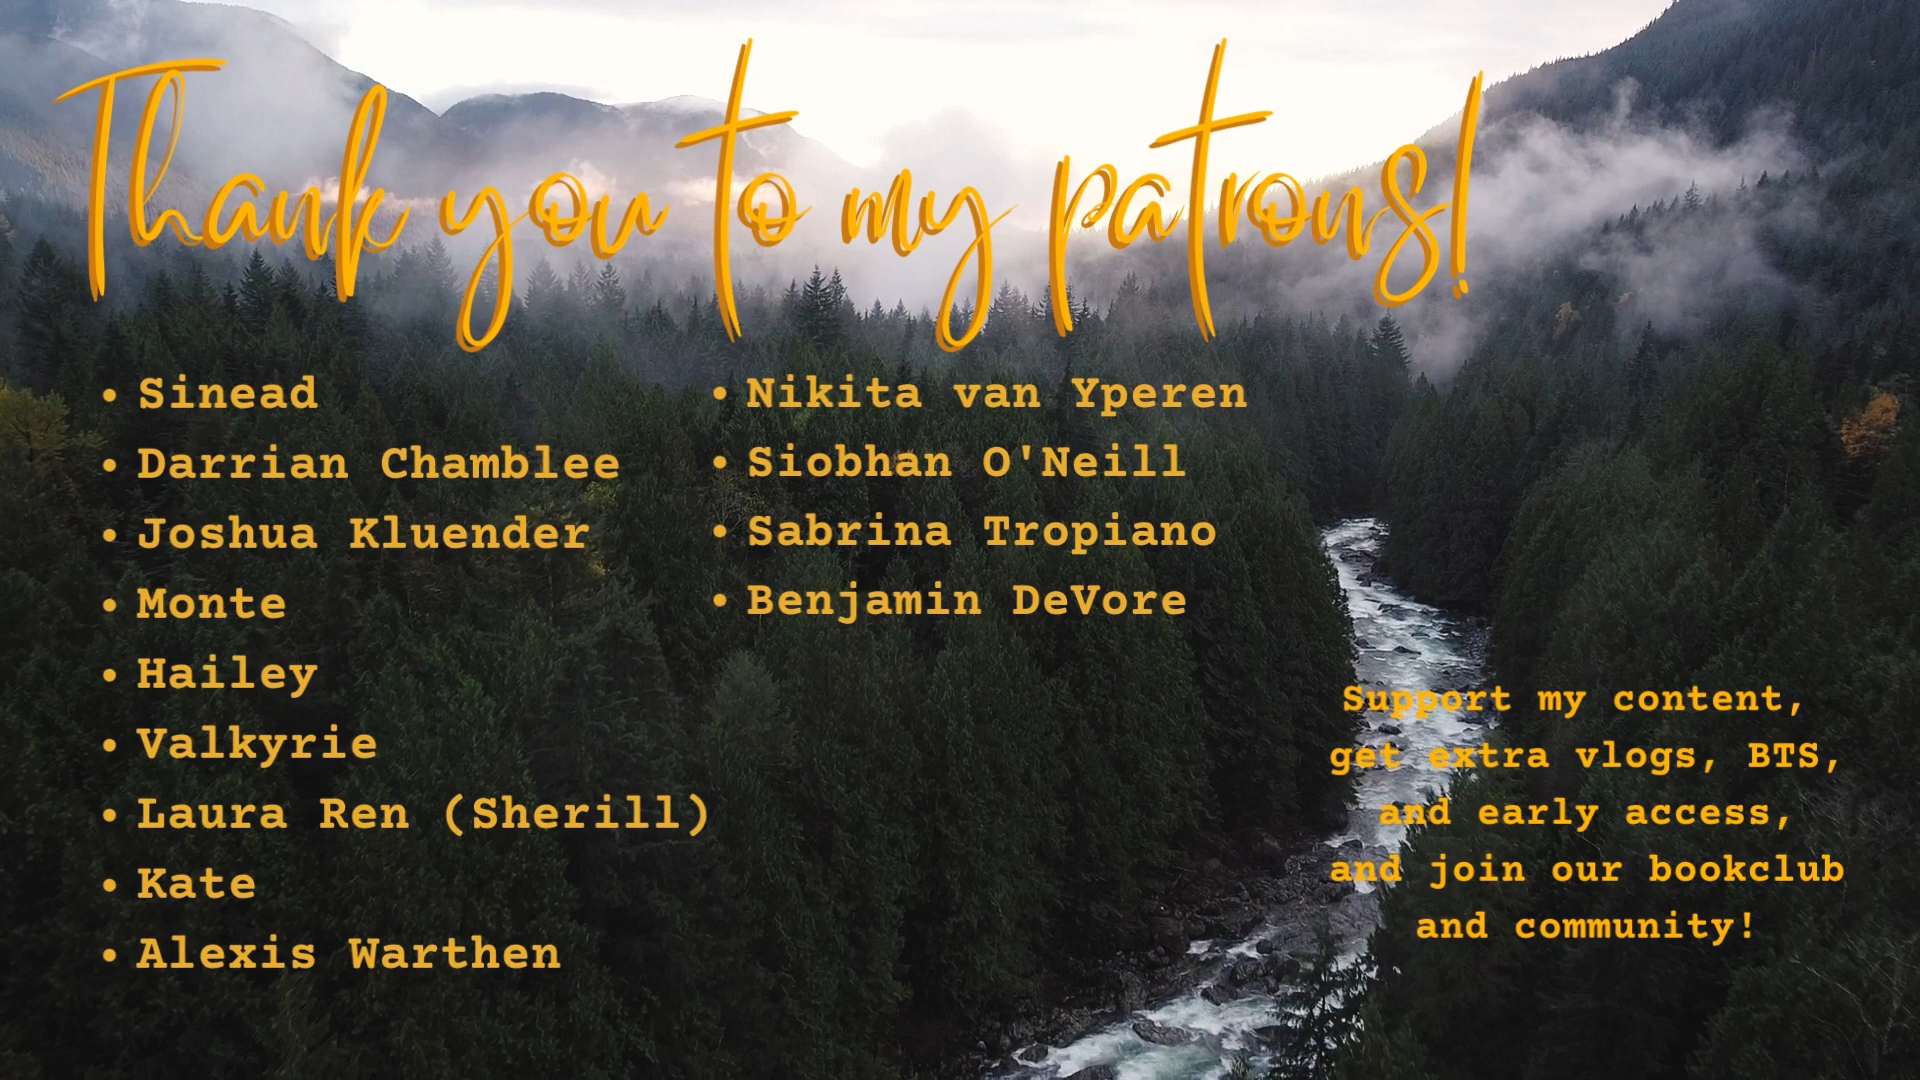 Thank you to my patrons!
• Sinead
• Darrian Chamblee
• Joshua Kluender
• Monte
• Hailey
• Valkyrie
• Laura Ren (Sherill)
• Kate
• Alexis Warthen
• Nikita van Yperen
• Siobhan O'Neill
• Sabrina Tropiano
• Benjamin DeVore
Support my content,
get extra vlogs, BTS,
and early access,
and join our bookclub
and community!